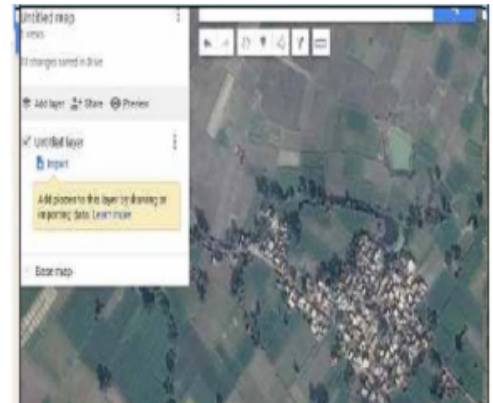 Untitled map
All changes saved in Drive
Add layer Share Preview
Untitled layer
Import
Add places to this layer by drawing or
importing data. Learn more
Base map